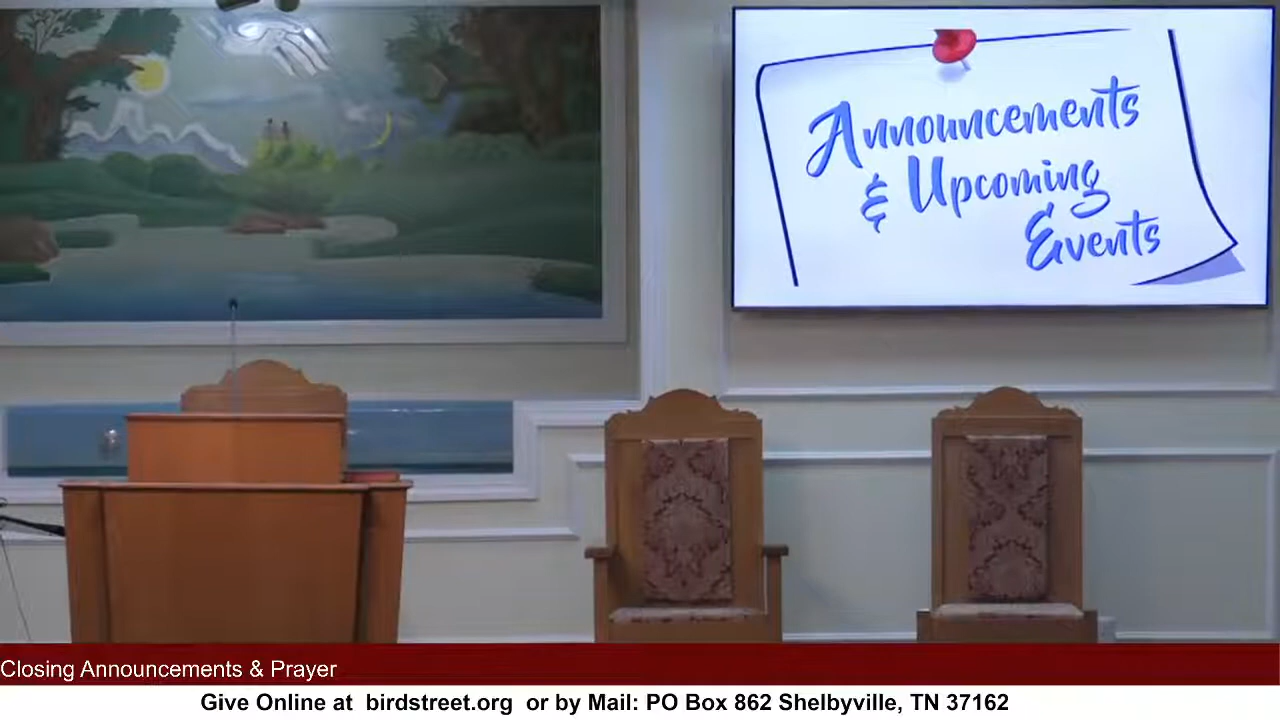 Announcements
& Upcoming
Events
Closing Announcements & Prayer
Give Online at birdstreet.org or by Mail: PO Box 862 Shelbyville, TN 37162